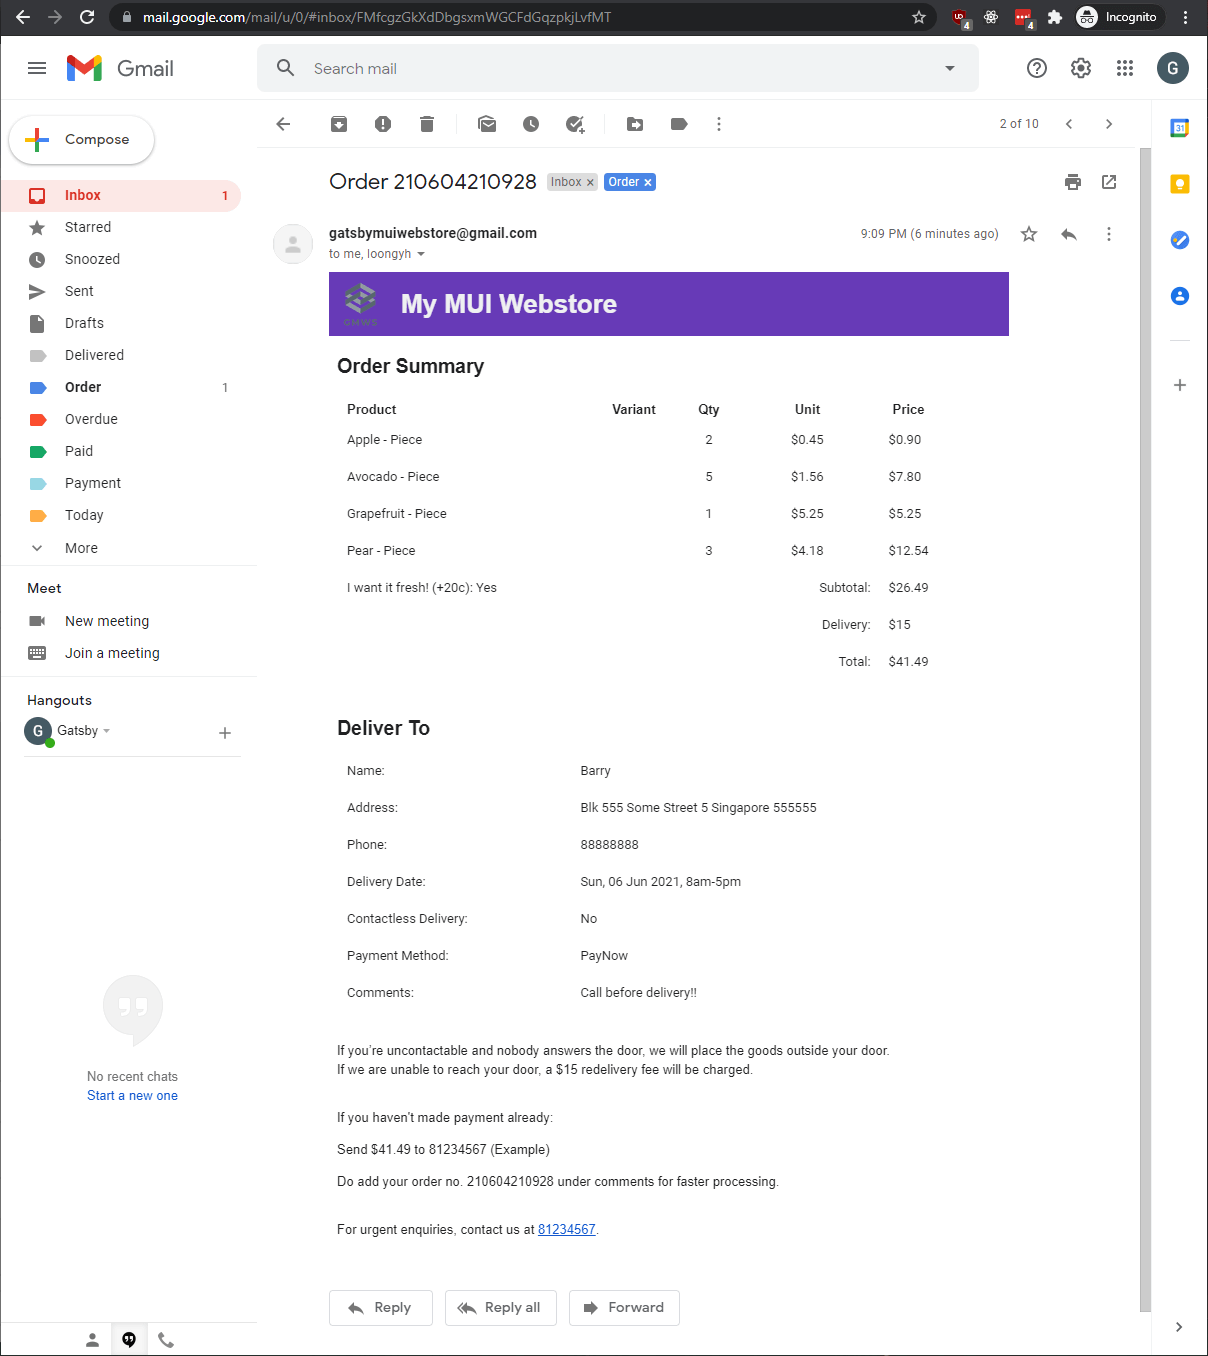 mail.google.com/mail/u/0/#inbox/FMfcgzGkXdDbgsxmWGCFdGqzpkjLvfMT
4
4
Incognito
Gmail
Search mail
G
Compose
2 of 10
31
Inbox 1
Starred
Snoozed
Sent
Drafts
Delivered
Order 1
Overdue
Paid
Payment
Today
More
Meet
New meeting
Join a meeting
Hangouts
G Gatsby
No recent chats
Start a new one
Order 210604210928 Inbox × Order ×
gatsbymuiwebstore@gmail.com 9:09 PM (6 minutes ago)
to me, loongyh
GMWS My MUI Webstore
Order Summary
Product Variant Qty Unit Price
Apple - Piece 2 $0.45 $0.90
Avocado - Piece 5 $1.56 $7.80
Grapefruit - Piece 1 $5.25 $5.25
Pear - Piece 3 $4.18 $12.54
I want it fresh! (+20c): Yes Subtotal: $26.49
Delivery: $15
Total: $41.49
Deliver To
Name: Barry
Address: Blk 555 Some Street 5 Singapore 555555
Phone: 88888888
Delivery Date: Sun, 06 Jun 2021, 8am-5pm
Contactless Delivery: No
Payment Method: PayNow
Comments: Call before delivery!!
If you're uncontactable and nobody answers the door, we will place the goods outside your door.
If we are unable to reach your door, a $15 redelivery fee will be charged.
If you haven't made payment already:
Send $41.49 to 81234567 (Example)
Do add your order no. 210604210928 under comments for faster processing.
For urgent enquiries, contact us at 81234567.
Reply Reply all Forward